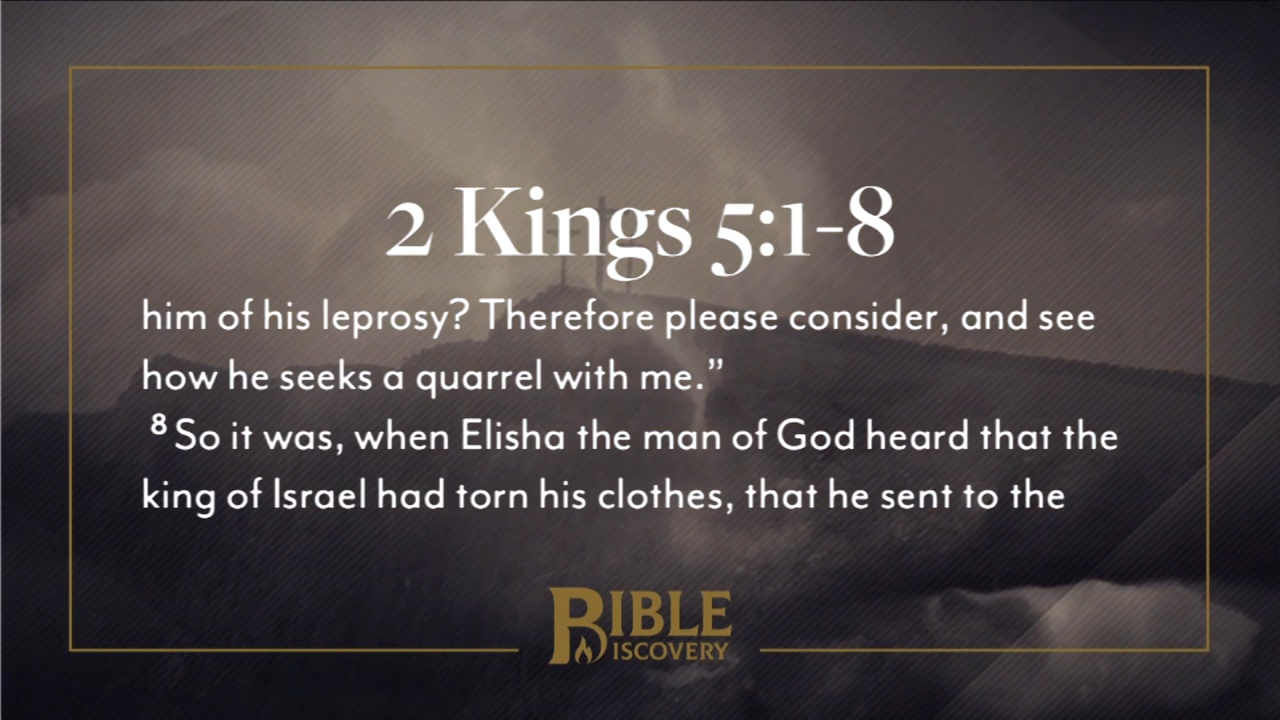 2 Kings 5:1-8
him of his leprosy? Therefore please consider, and see
how he seeks a quarrel with me.”
8 So it was, when Elisha the man of God heard that the
king of Israel had torn his clothes, that he sent to the
BIBLE
DISCOVERY